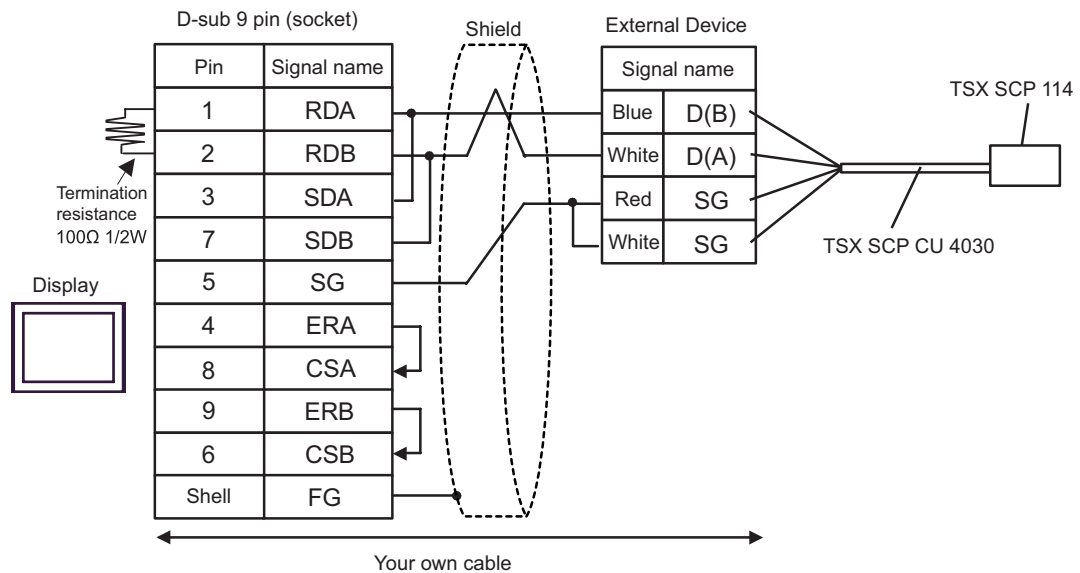 D-sub 9 pin (socket)
Shield
External Device
Pin Signal name
1 RDA
2 RDB
3 SDA
7 SDB
5 SG
4 ERA
8 CSA
9 ERB
6 CSB
Shell FG
Termination
resistance
100Ω 1/2W
Display
Signal name
Blue D(B)
White D(A)
Red SG
White SG
TSX SCP 114
TSX SCP CU 4030
Your own cable